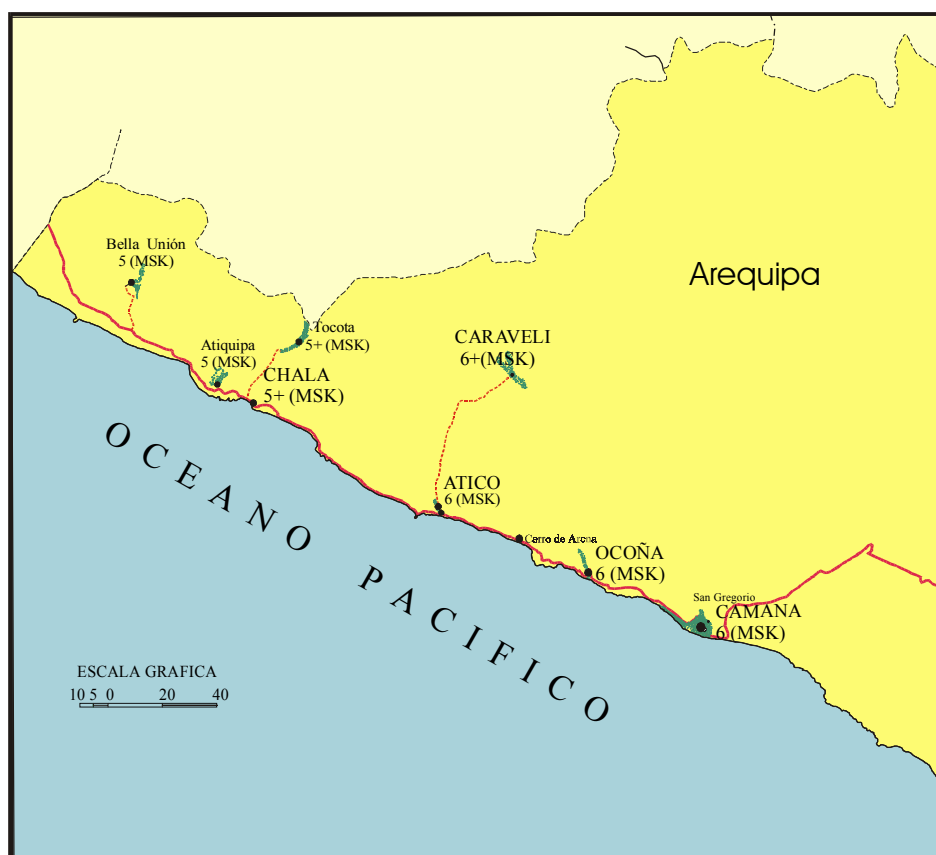 Bella Unión
5 (MSK)
Arequipa
Tocota
5+ (MSK)
Atiquipa
5 (MSK)
CARAVELI
6+(MSK)
CHALA
5+ (MSK)
OCEANO PACIFICO
ATICO
6 (MSK)
Carro de Arena
OCOÑA
6 (MSK)
San Gregorio
CAMANA
6 (MSK)
ESCALA GRAFICA
10 5 0 20 40